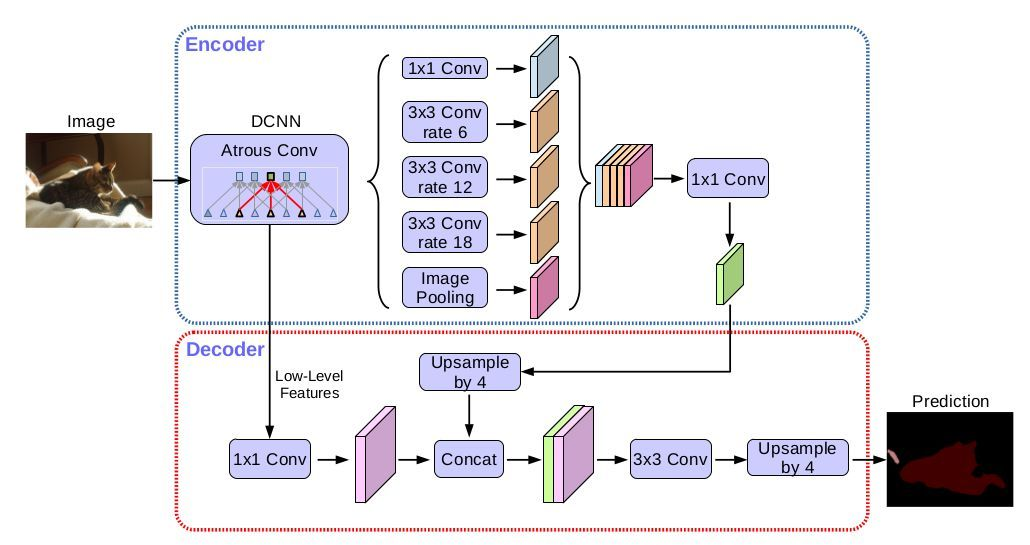 Encoder
Image
DCNN
Atrous Conv
1x1 Conv
3x3 Conv
rate 6
3x3 Conv
rate 12
3x3 Conv
rate 18
Image
Pooling
1x1 Conv
Decoder
Low-Level
Features
Upsample
by 4
1x1 Conv
Concat
3x3 Conv
Upsample
by 4
Prediction